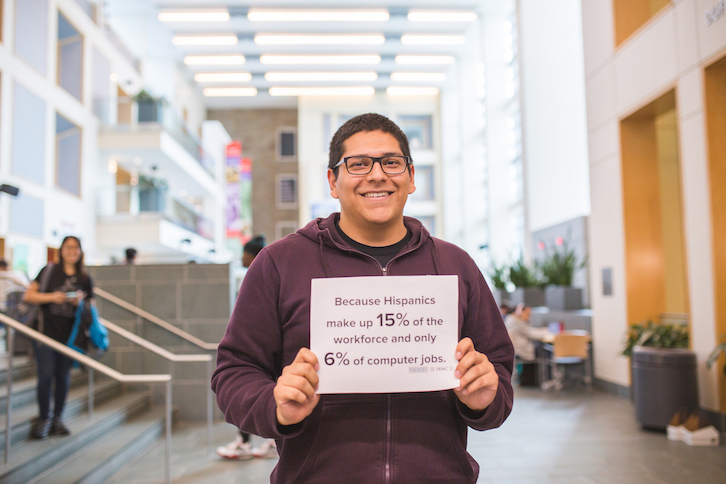 Because Hispanics
make up 15% of the
workforce and only
6% of computer jobs.